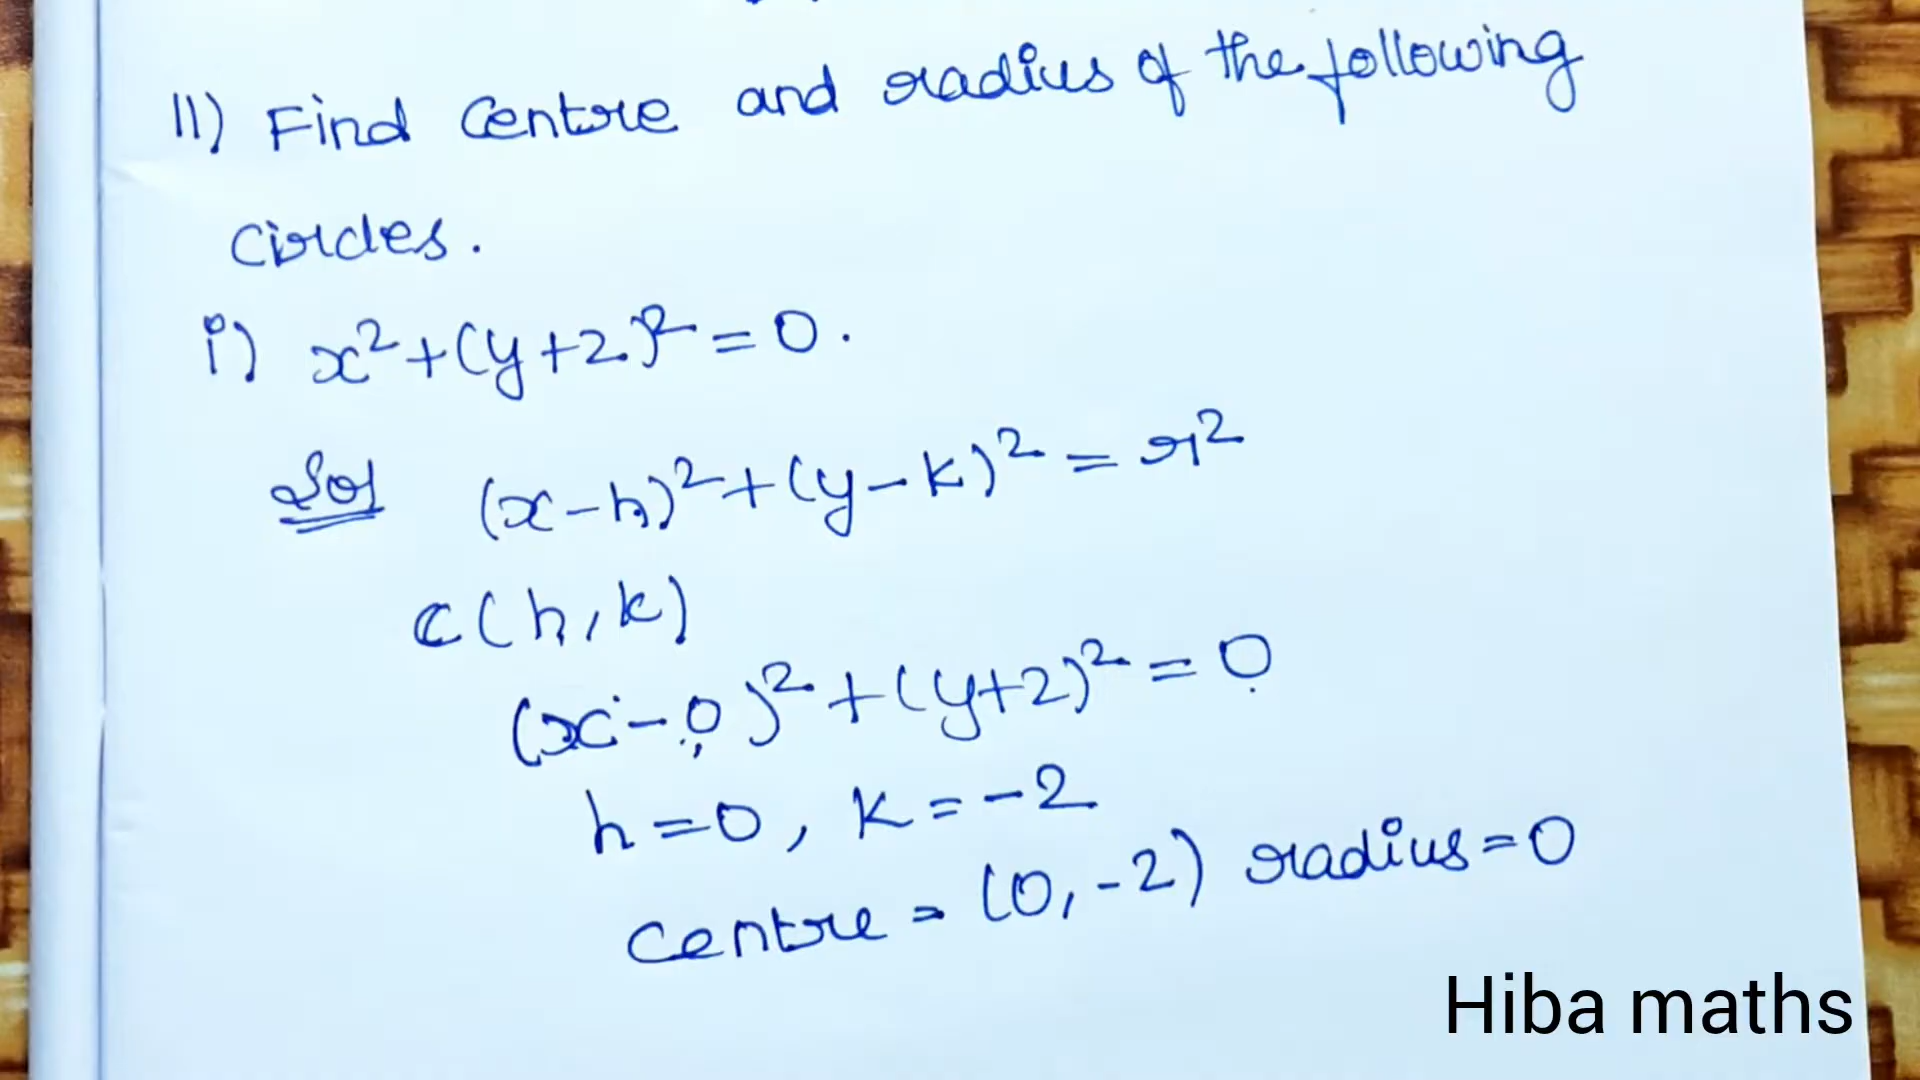 11) Find Centre and radius of the following
circles.
i) x²+(y+2)²=0.
Sol (x-h)²+(y-k)²=r²
C(h,k)
(x-0)²+(y+2)²=0
h=0, k=-2
centre = (0,-2) radius=0
Hiba maths